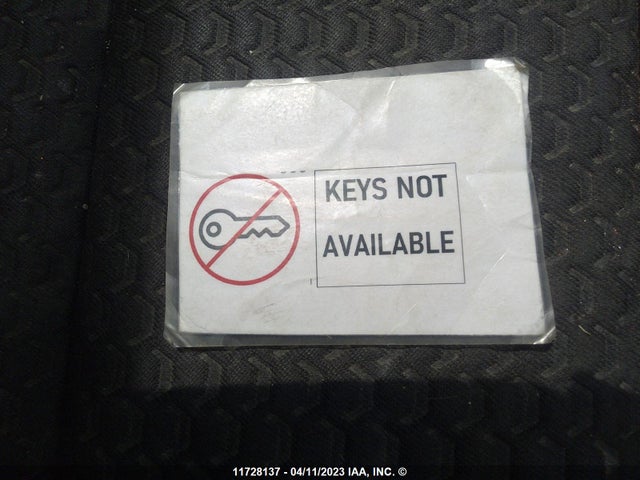 KEYS NOT
AVAILABLE
11728137 - 04/11/2023 IAA, INC. ©